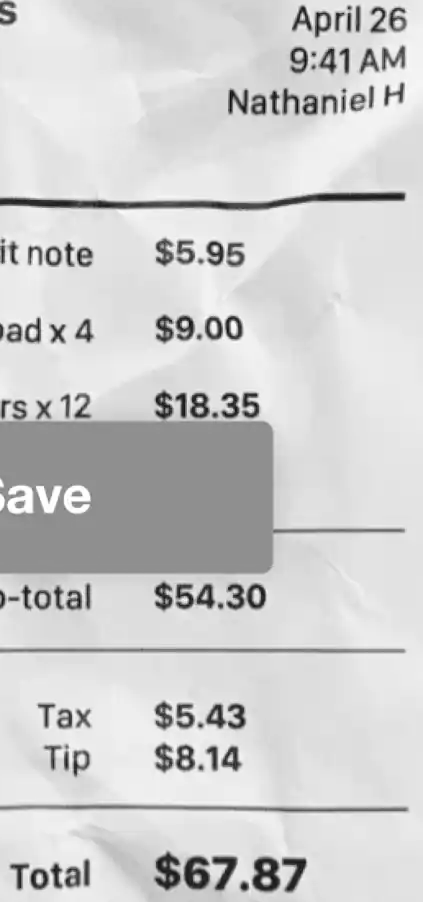 s
April 26
9:41 AM
Nathaniel H
it note $5.95
ad x 4 $9.00
rs x 12 $18.35
Save
-total $54.30
Tax $5.43
Tip $8.14
Total $67.87